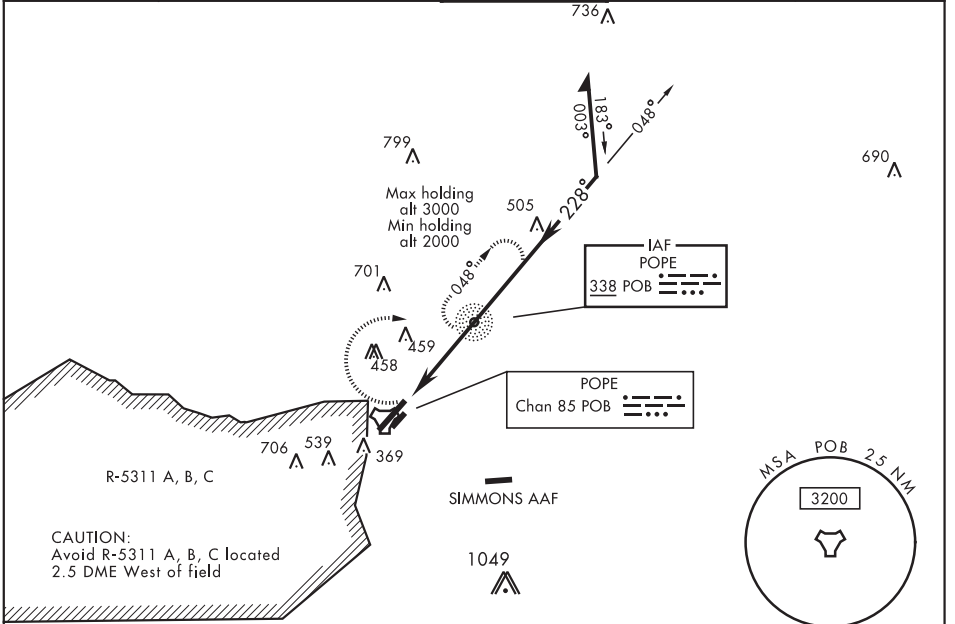 736
003°
183°
048°
799
690
Max holding
alt 3000
Min holding
alt 2000
505
228°
048°
IAF
POPE
338 POB
701
459
458
POPE
Chan 85 POB
706
539
369
R-5311 A, B, C
SIMMONS AAF
MSA POB 25 NM
3200
CAUTION:
Avoid R-5311 A, B, C located
2.5 DME West of field
1049